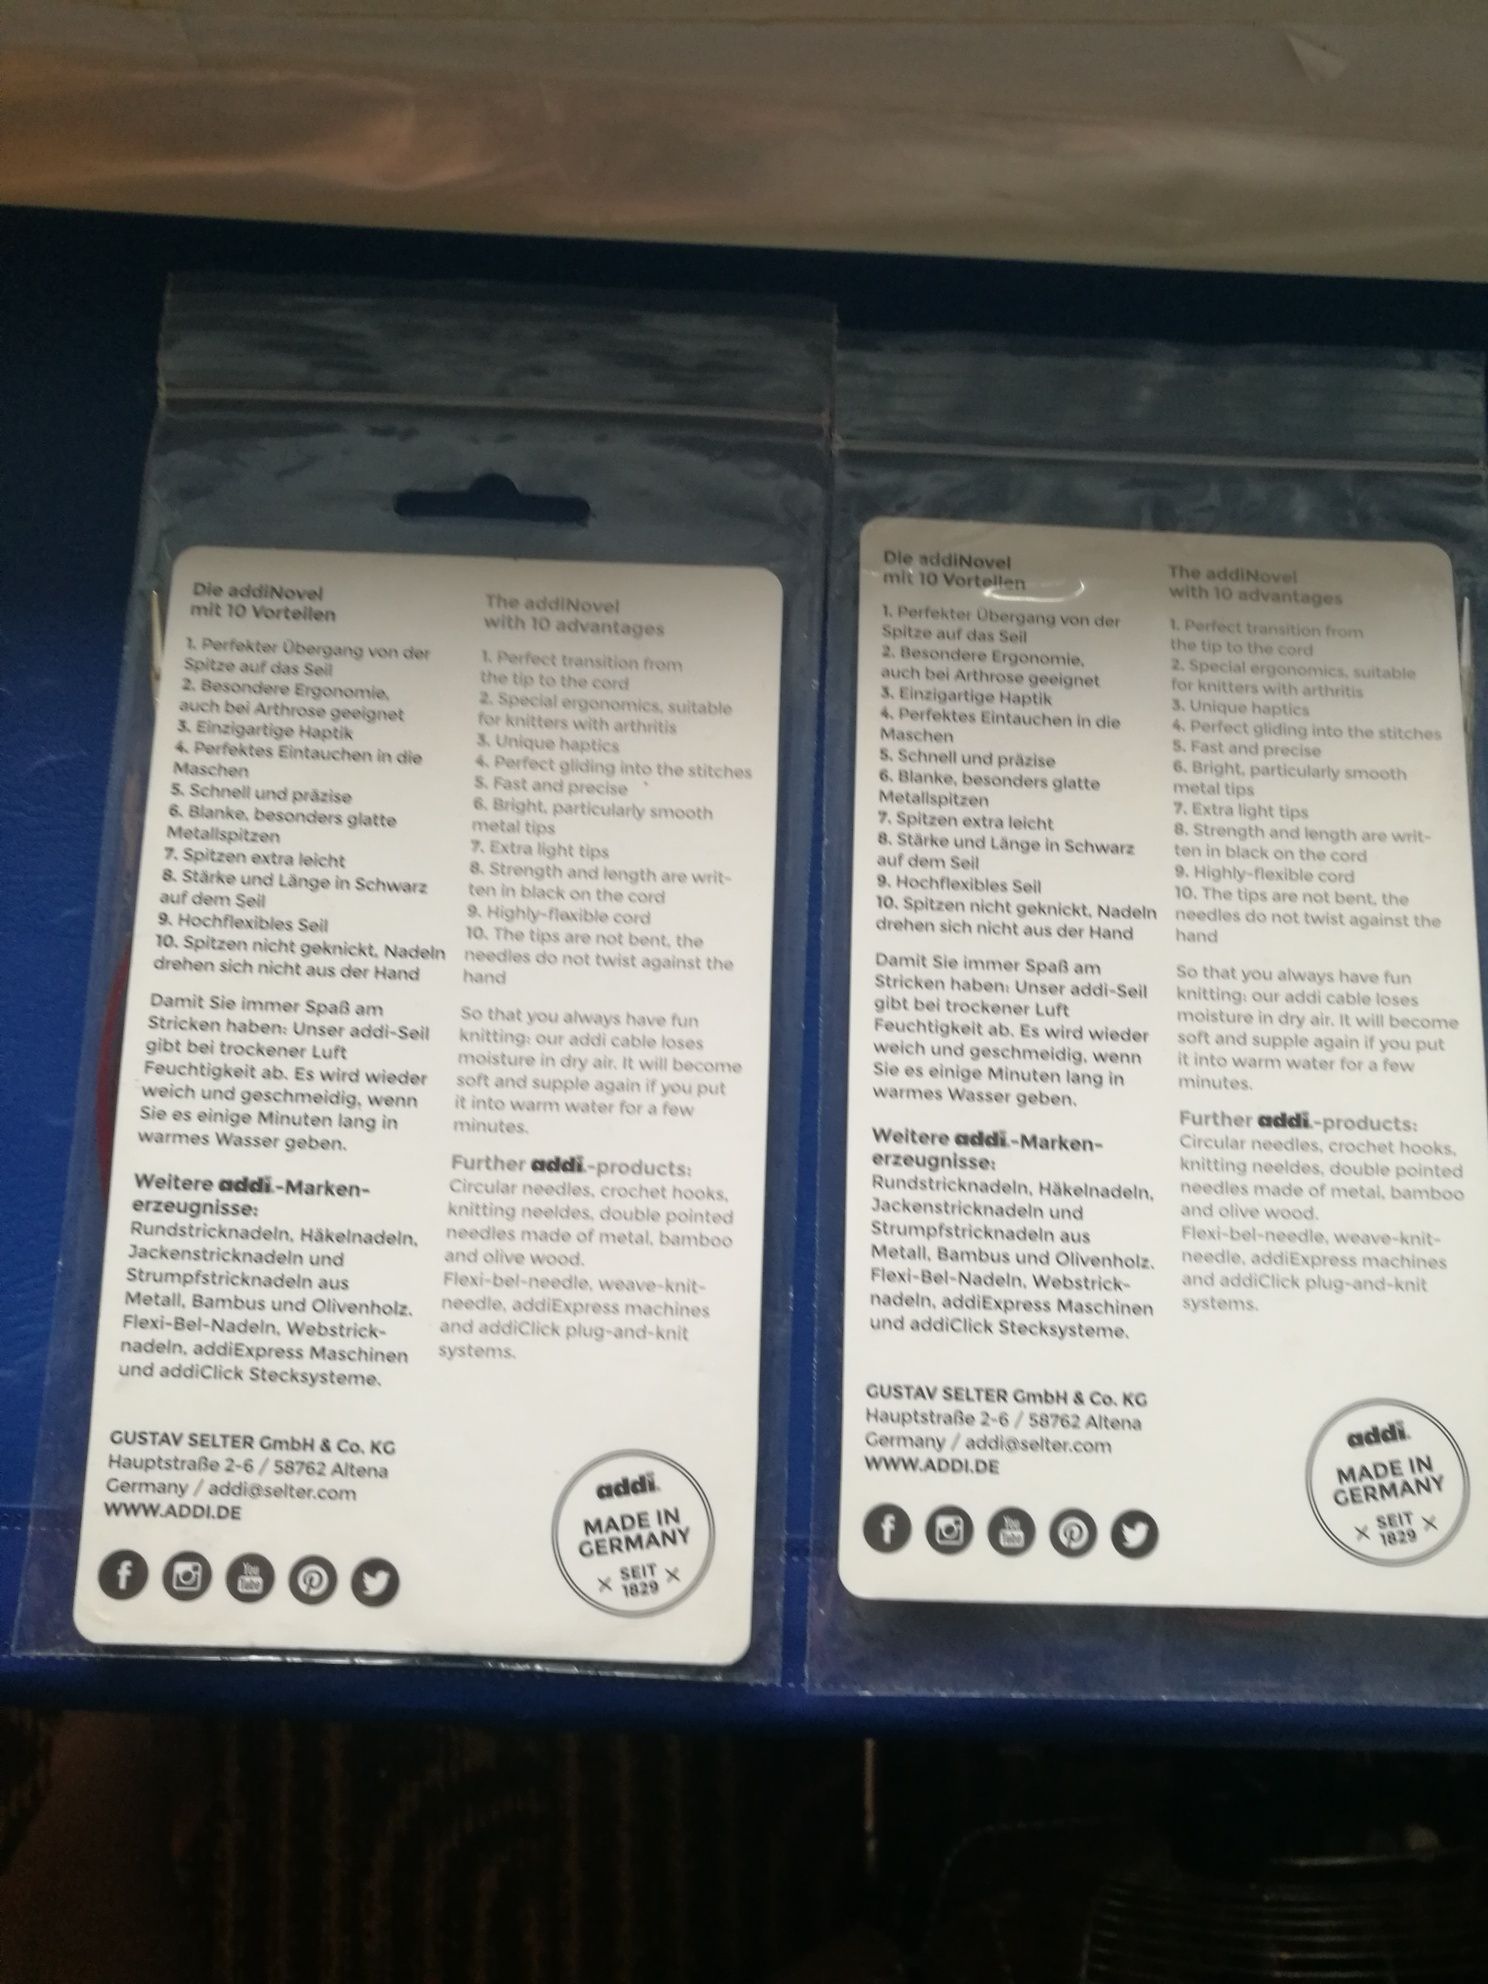 Die addiNovel
mit 10 Vorteilen
1. Perfekter Übergang von der
Spitze auf das Seil
2. Besondere Ergonomie,
auch bei Arthrose geeignet
3. Einzigartige Haptik
4. Perfektes Eintauchen in die
Maschen
5. Schnell und präzise
6. Blanke, besonders glatte
Metallspitzen
7. Spitzen extra leicht
8. Stärke und Länge in Schwarz
auf dem Seil
9. Hochflexibles Seil
10. Spitzen nicht geknickt, Nadeln
drehen sich nicht aus der Hand
Damit Sie immer Spaß am
Stricken haben: Unser addi-Seil
gibt bei trockener Luft
Feuchtigkeit ab. Es wird wieder
weich und geschmeidig, wenn
Sie es einige Minuten lang in
warmes Wasser geben.
Weitere addi.-Marken-
erzeugnisse:
Rundstricknadeln, Häkelnadeln,
Jackenstricknadeln und
Strumpfstricknadeln aus
Metall, Bambus und Olivenholz.
Flexi-Bel-Nadeln, Webstrick-
nadeln, addiExpress Maschinen
und addiClick Stecksysteme.
The addiNovel
with 10 advantages
1. Perfect transition from
the tip to the cord
2. Special ergonomics, suitable
for knitters with arthritis
3. Unique haptics
4. Perfect gliding into the stitches
5. Fast and precise
6. Bright, particularly smooth
metal tips
7. Extra light tips
8. Strength and length are writ-
ten in black on the cord
9. Highly-flexible cord
10. The tips are not bent, the
needles do not twist against the
hand
So that you always have fun
knitting: our addi cable loses
moisture in dry air. It will become
soft and supple again if you put
it into warm water for a few
minutes.
Further addi.-products:
Circular needles, crochet hooks,
knitting neeldes, double pointed
needles made of metal, bamboo
and olive wood.
Flexi-bel-needle, weave-knit-
needle, addiExpress machines
and addiClick plug-and-knit
systems.
GUSTAV SELTER GmbH & Co. KG
Hauptstraße 2-6 / 58762 Altena
Germany / addi@selter.com
WWW.ADDI.DE
f
You
Tube
addi.
MADE IN
GERMANY
SEIT
1829
Die addiNovel
mit 10 Vorteilen
1. Perfekter Übergang von der
Spitze auf das Seil
2. Besondere Ergonomie,
auch bei Arthrose geeignet
3. Einzigartige Haptik
4. Perfektes Eintauchen in die
Maschen
5. Schnell und präzise
6. Blanke, besonders glatte
Metallspitzen
7. Spitzen extra leicht
8. Stärke und Länge in Schwarz
auf dem Seil
9. Hochflexibles Seil
10. Spitzen nicht geknickt, Nadeln
drehen sich nicht aus der Hand
Damit Sie immer Spaß am
Stricken haben: Unser addi-Seil
gibt bei trockener Luft
Feuchtigkeit ab. Es wird wieder
weich und geschmeidig, wenn
Sie es einige Minuten lang in
warmes Wasser geben.
Weitere addi.-Marken-
erzeugnisse:
Rundstricknadeln, Häkelnadeln,
Jackenstricknadeln und
Strumpfstricknadeln aus
Metall, Bambus und Olivenholz.
Flexi-Bel-Nadeln, Webstrick-
nadeln, addiExpress Maschinen
und addiClick Stecksysteme.
The addiNovel
with 10 advantages
1. Perfect transition from
the tip to the cord
2. Special ergonomics, suitable
for knitters with arthritis
3. Unique haptics
4. Perfect gliding into the stitches
5. Fast and precise
6. Bright, particularly smooth
metal tips
7. Extra light tips
8. Strength and length are writ-
ten in black on the cord
9. Highly-flexible cord
10. The tips are not bent, the
needles do not twist against the
hand
So that you always have fun
knitting: our addi cable loses
moisture in dry air. It will become
soft and supple again if you put
it into warm water for a few
minutes.
Further addi.-products:
Circular needles, crochet hooks,
knitting neeldes, double pointed
needles made of metal, bamboo
and olive wood.
Flexi-bel-needle, weave-knit-
needle, addiExpress machines
and addiClick plug-and-knit
systems.
GUSTAV SELTER GmbH & Co. KG
Hauptstraße 2-6 / 58762 Altena
Germany / addi@selter.com
WWW.ADDI.DE
f
You
Tube
addi.
MADE IN
GERMANY
SEIT
1829